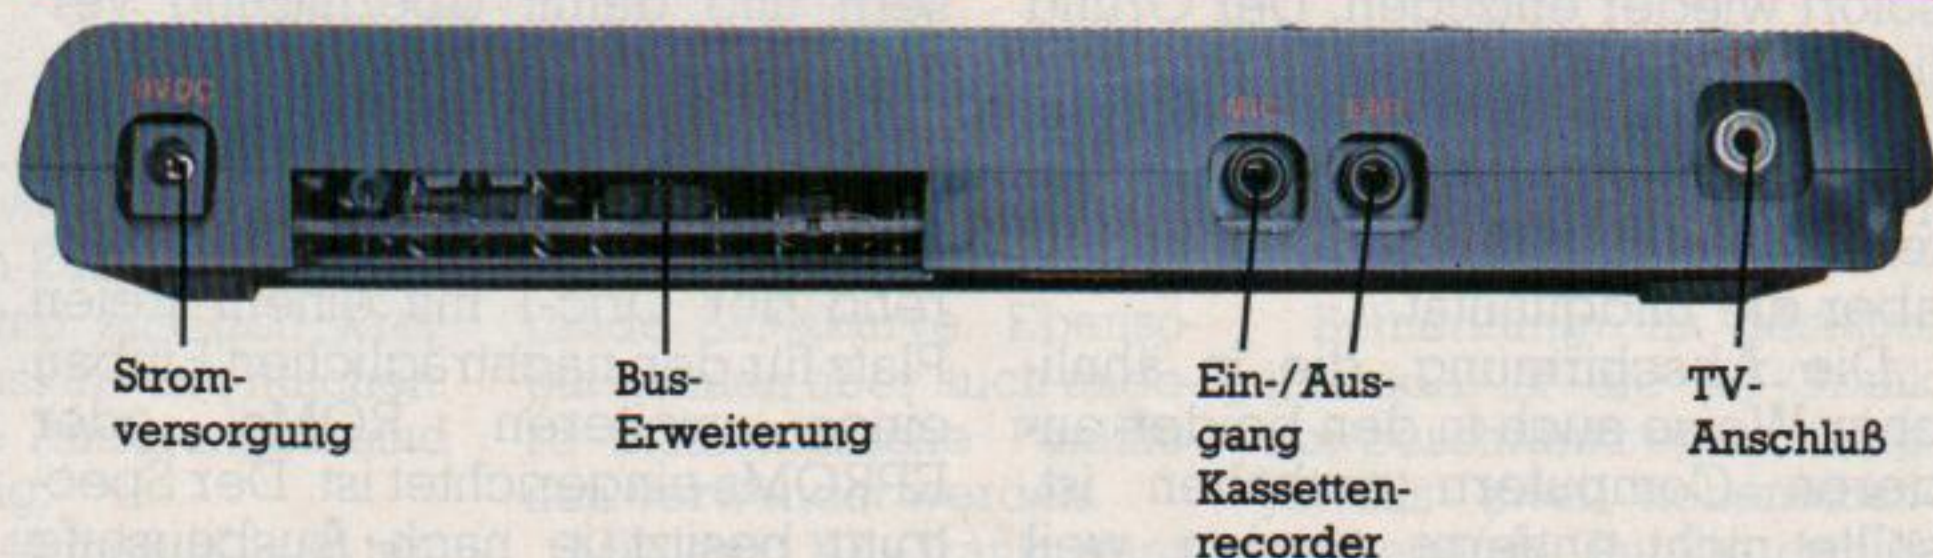 9VDC
MIC
EAR
TV
Strom-
versorgung
Bus-
Erweiterung
Ein-/Aus-
gang
Kassetten-
recorder
TV-
Anschluß